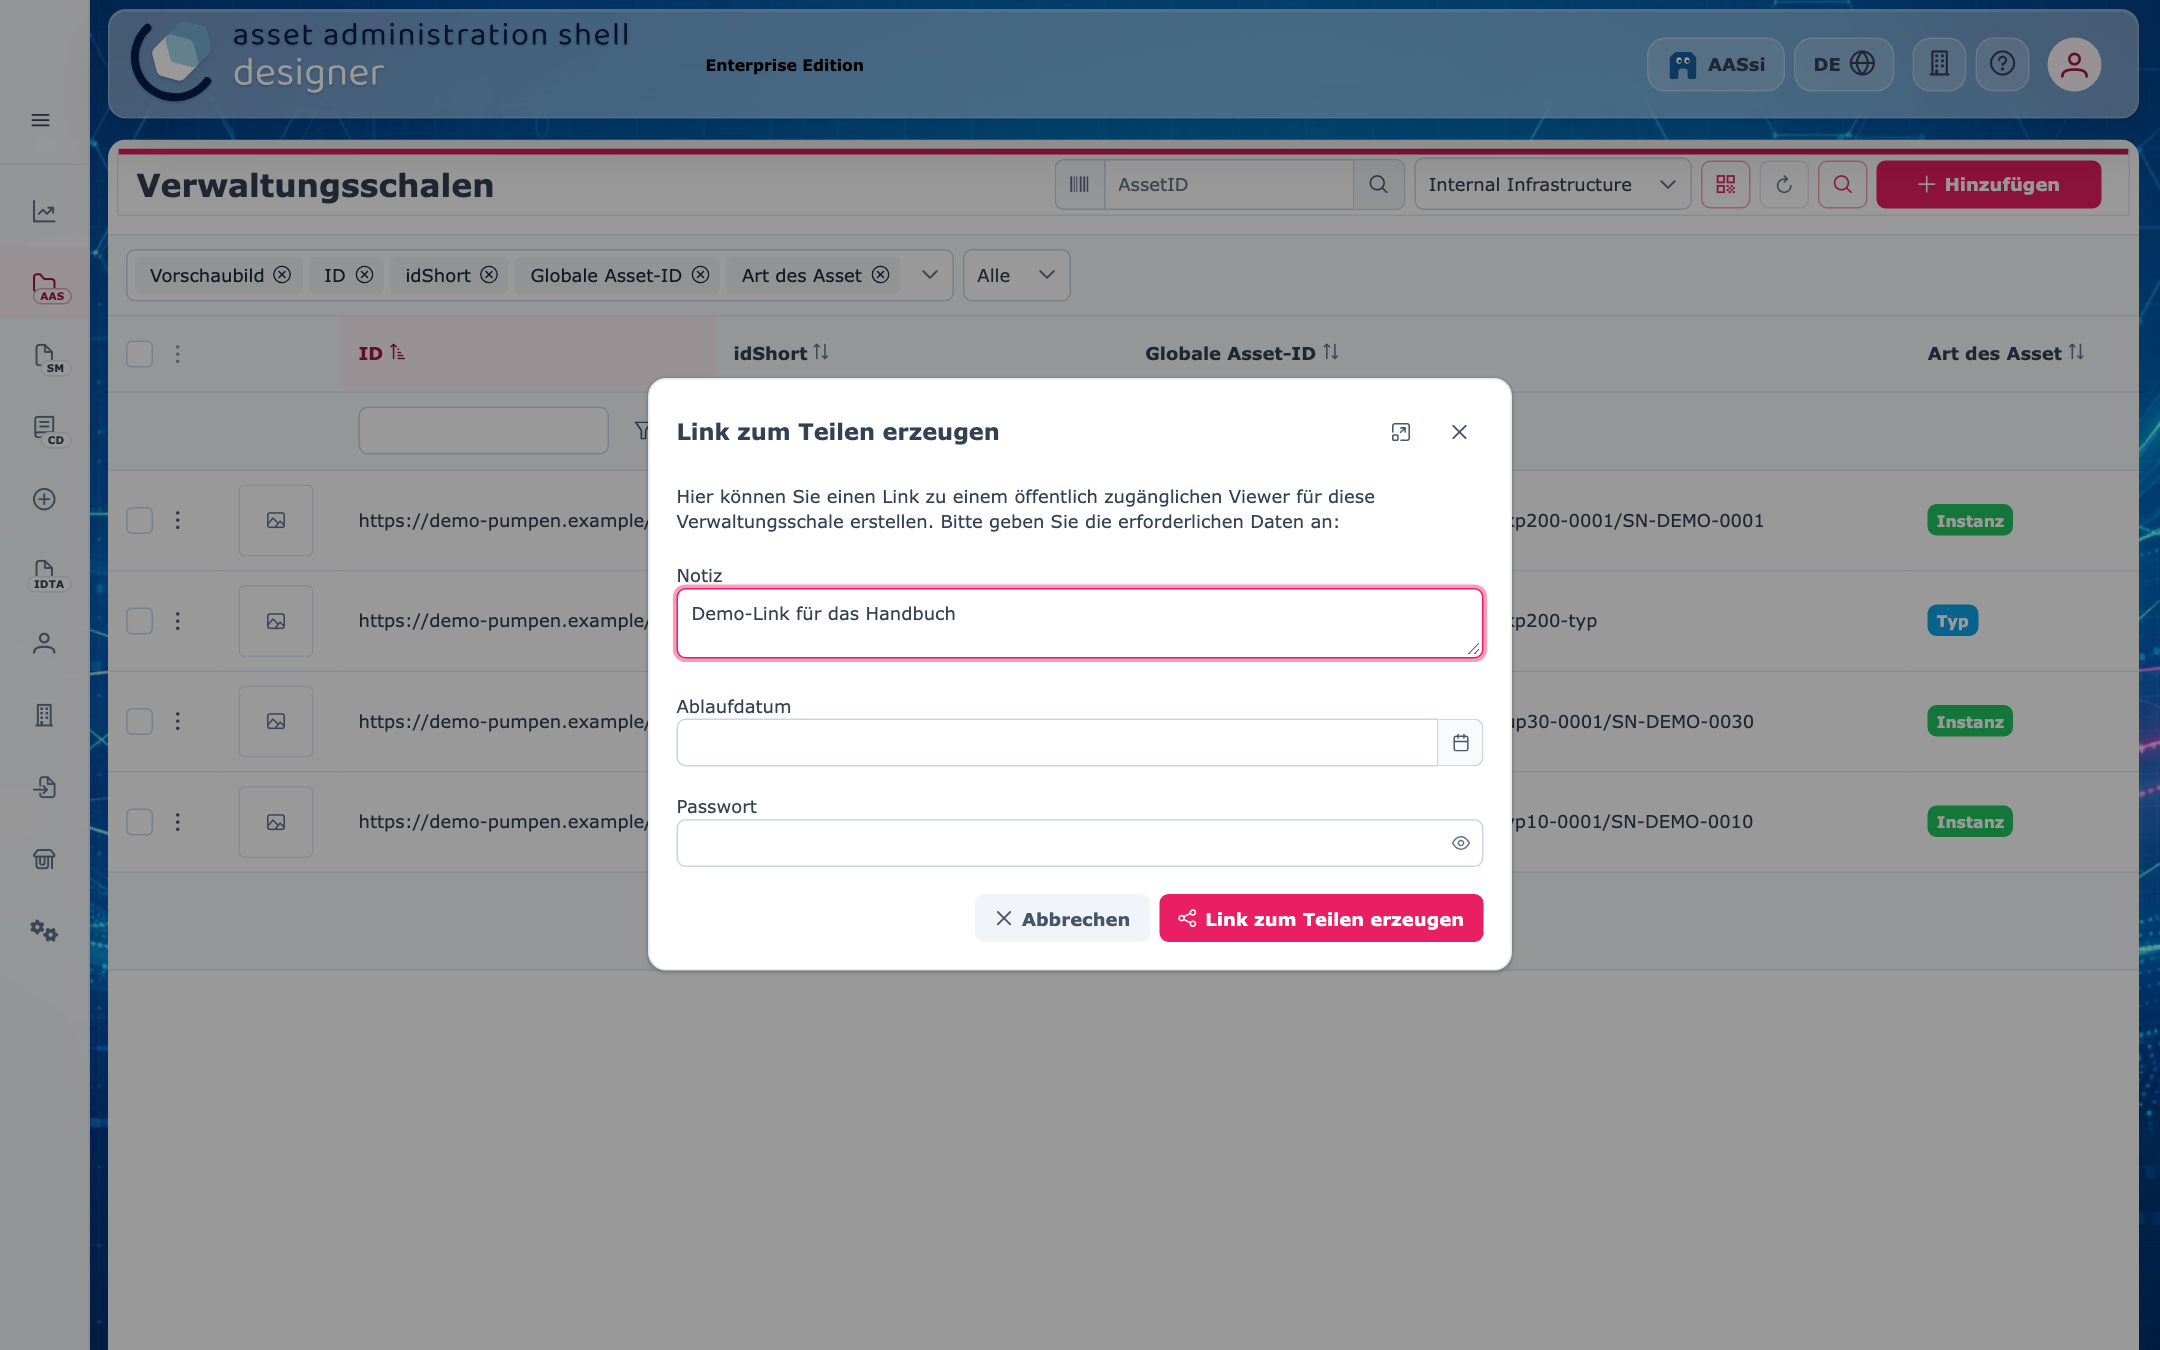 asset administration shell
designer
Enterprise Edition
AASsi
DE
Verwaltungsschalen
AssetID
Internal Infrastructure
Hinzufügen
Vorschaubild
ID
idShort
Globale Asset-ID
Art des Asset
Alle
AAS
SM
CD
IDTA
ID
idShort
Globale Asset-ID
Art des Asset
https://demo-pumpen.example/
xp200-0001/SN-DEMO-0001
Instanz
https://demo-pumpen.example/
xp200-typ
Typ
https://demo-pumpen.example/
p30-0001/SN-DEMO-0030
Instanz
https://demo-pumpen.example/
p10-0001/SN-DEMO-0010
Instanz
Link zum Teilen erzeugen
Hier können Sie einen Link zu einem öffentlich zugänglichen Viewer für diese
Verwaltungsschale erstellen. Bitte geben Sie die erforderlichen Daten an:
Notiz
Demo-Link für das Handbuch
Ablaufdatum
Passwort
Abbrechen
Link zum Teilen erzeugen